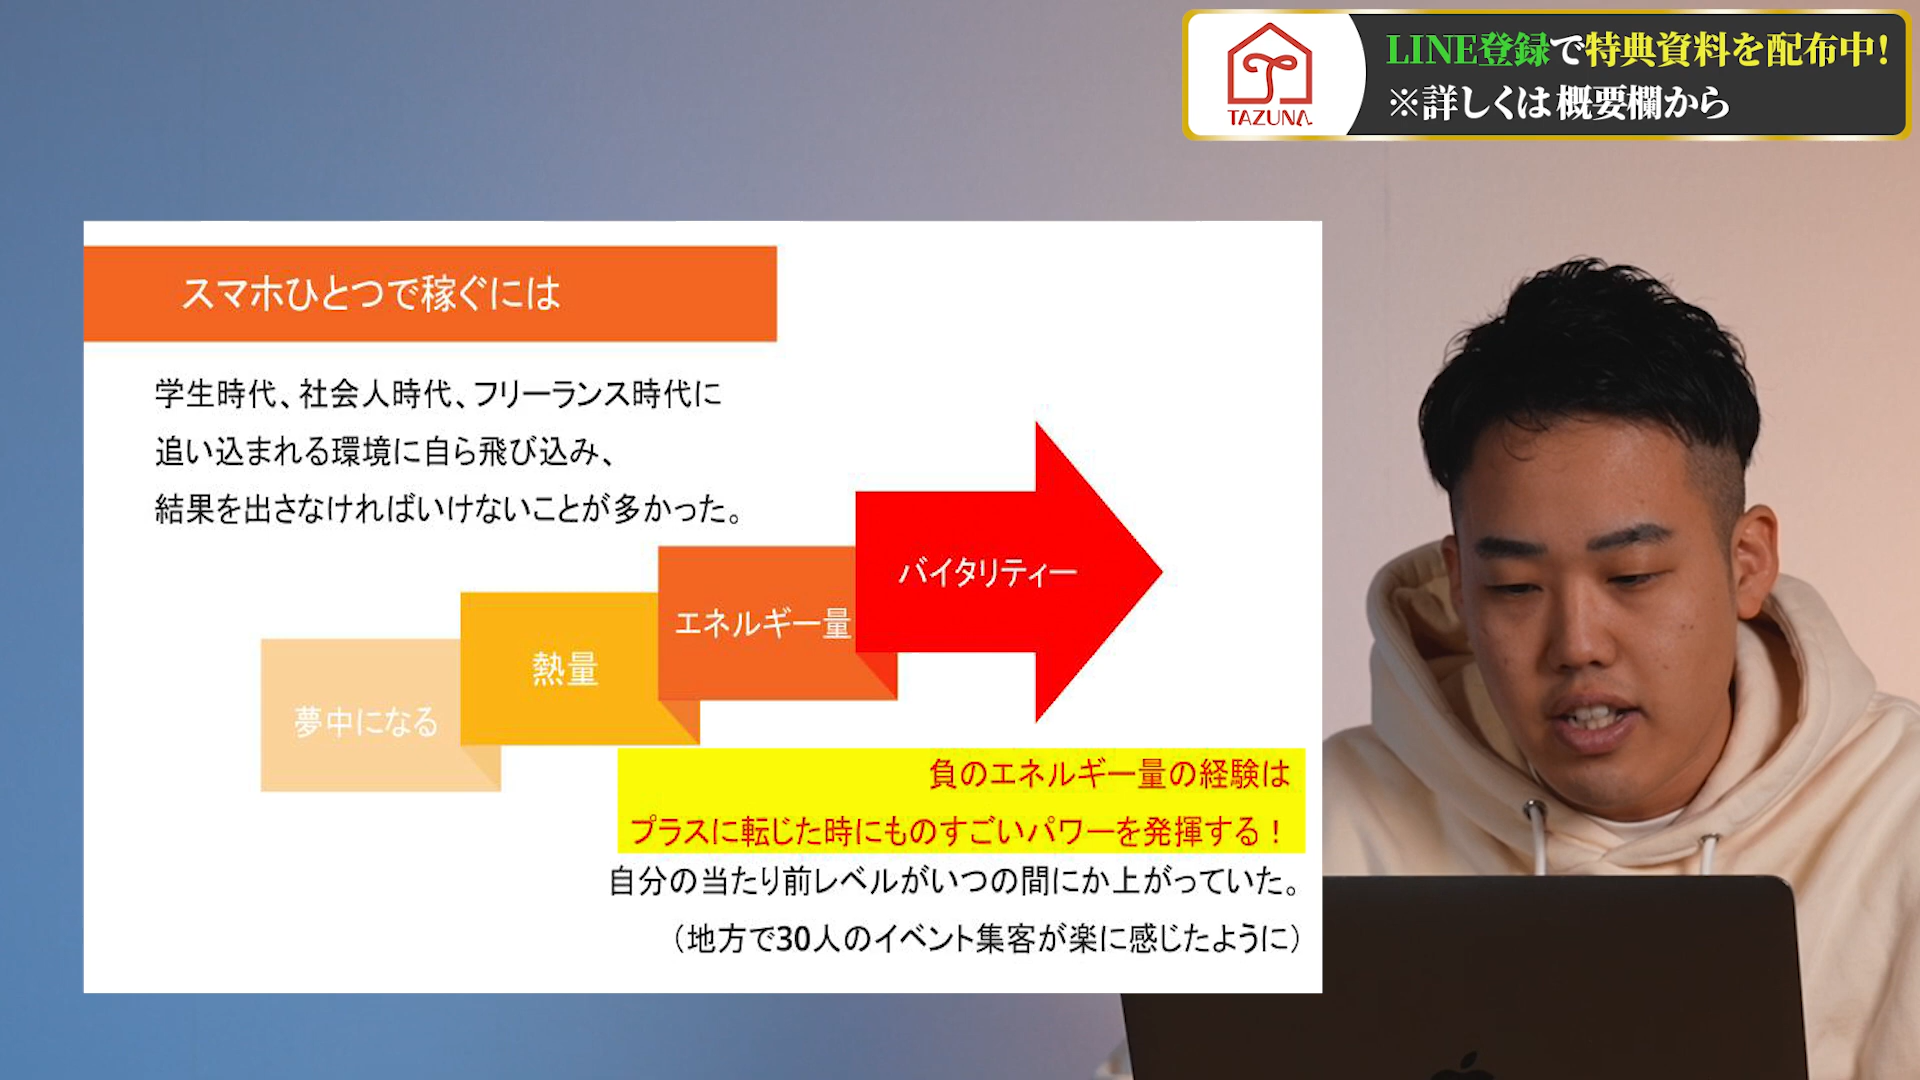 LINE登録で特典資料を配布中!
※詳しくは概要欄から
TAZUNA
スマホひとつで稼ぐには
学生時代、社会人時代、フリーランス時代に
追い込まれる環境に自ら飛び込み、
結果を出さなければいけないことが多かった。
バイタリティー
エネルギー量
熱量
夢中になる
負のエネルギー量の経験は
プラスに転じた時にものすごいパワーを発揮する！
自分の当たり前レベルがいつの間にか上がっていた。
（地方で30人のイベント集客が楽に感じたように）